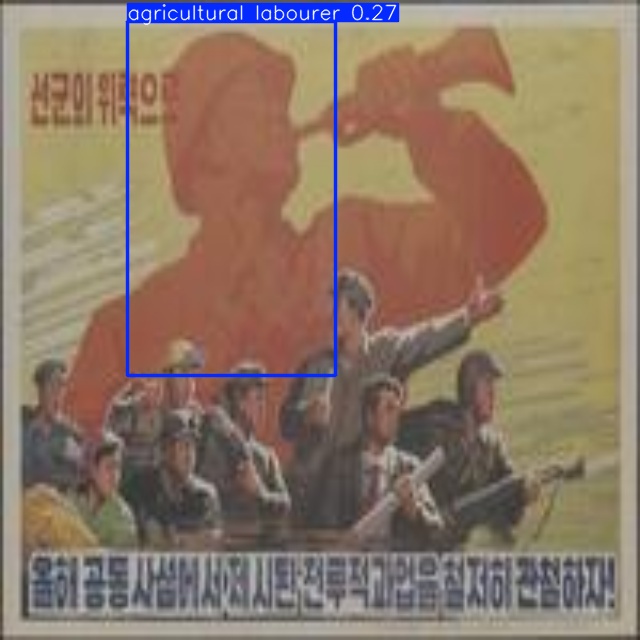 agricultural labourer 0.27
선군의 위력으로
올해 공동사설에서 제시된 전투적과업을 철저히 관철하자!